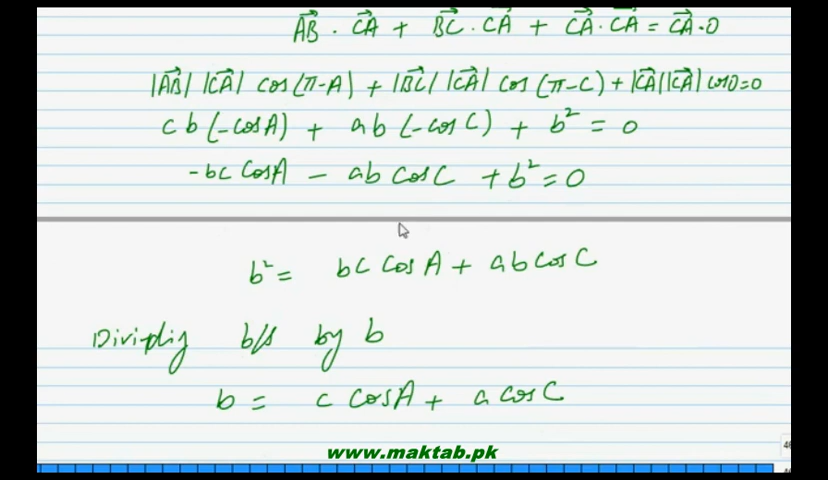 AB⃗ · CA⃗ + BC⃗ · CA⃗ + CA⃗ · CA⃗ = CA⃗ · 0
|AB⃗| |CA⃗| cos(π-A) + |BC⃗| |CA⃗| cos(π-C) + |CA⃗||CA⃗| cos0=0
cb(-cosA) + ab(-cosC) + b² = 0
-bc CosA - ab CosC + b² = 0
b² = bc CosA + ab CosC
Dividing b/s by b
b = c CosA + a CosC
www.maktab.pk